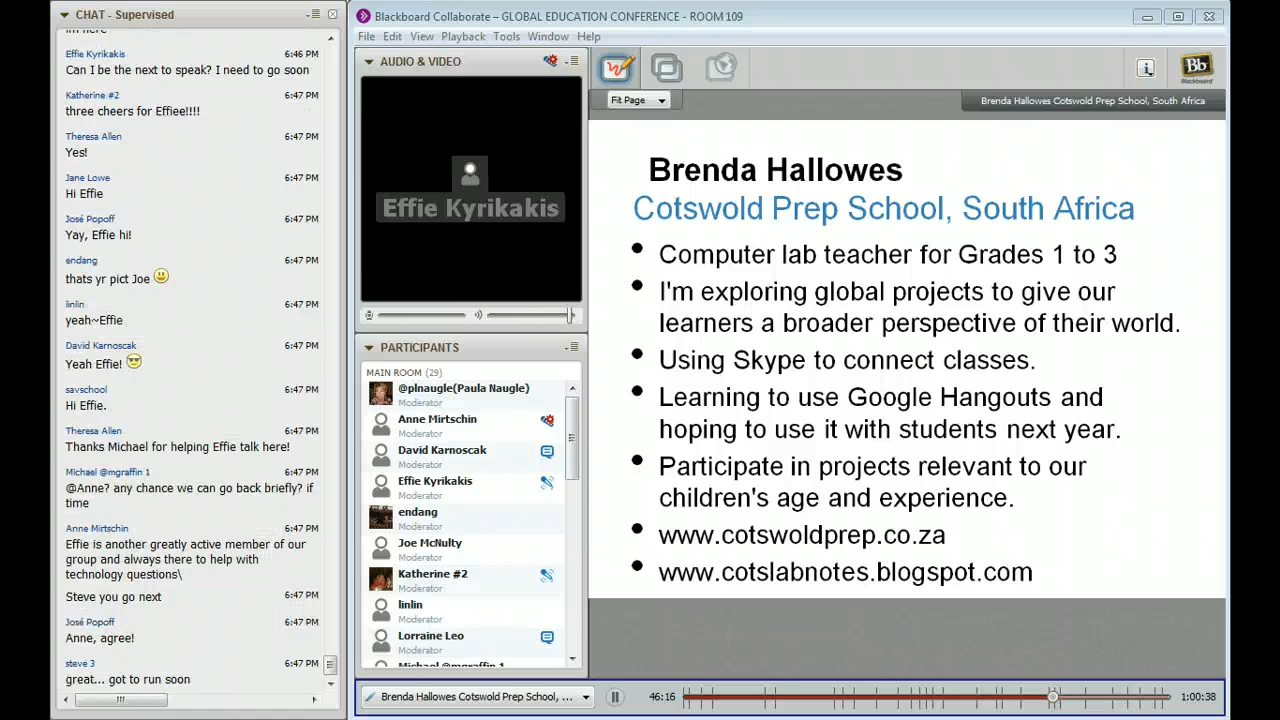 CHAT - Supervised
Effie Kyrikakis 6:46 PM
Can I be the next to speak? I need to go soon
Katherine #2 6:47 PM
three cheers for Effiee!!!!
Theresa Allen 6:47 PM
Yes!
Jane Lowe 6:47 PM
Hi Effie
José Popoff 6:47 PM
Yay, Effie hi!
endang 6:47 PM
thats yr pict Joe
linlin 6:47 PM
yeah~Effie
David Karnoscak 6:47 PM
Yeah Effie!
savschool 6:47 PM
Hi Effie.
Theresa Allen 6:47 PM
Thanks Michael for helping Effie talk here!
Michael @mgraffin 1 6:47 PM
@Anne? any chance we can go back briefly? if
time
Anne Mirtschin 6:47 PM
Effie is another greatly active member of our
group and always there to help with
technology questions\
Steve you go next 6:47 PM
José Popoff 6:47 PM
Anne, agree!
steve 3 6:47 PM
great... got to run soon
Blackboard Collaborate – GLOBAL EDUCATION CONFERENCE - ROOM 109
File Edit View Playback Tools Window Help
AUDIO & VIDEO
Effie Kyrikakis
PARTICIPANTS
MAIN ROOM (29)
@plnaugle(Paula Naugle)
Moderator
Anne Mirtschin
Moderator
David Karnoscak
Moderator
Effie Kyrikakis
Moderator
endang
Moderator
Joe McNulty
Moderator
Katherine #2
Moderator
linlin
Moderator
Lorraine Leo
Moderator
Michael @mgraffin 1
Bb
Blackboard
Fit Page
Brenda Hallowes Cotswold Prep School, South Africa
Brenda Hallowes
Cotswold Prep School, South Africa
• Computer lab teacher for Grades 1 to 3
• I'm exploring global projects to give our
learners a broader perspective of their world.
• Using Skype to connect classes.
• Learning to use Google Hangouts and
hoping to use it with students next year.
• Participate in projects relevant to our
children's age and experience.
• www.cotswoldprep.co.za
• www.cotslabnotes.blogspot.com
Brenda Hallowes Cotswold Prep School, ...
46:16
1:00:38